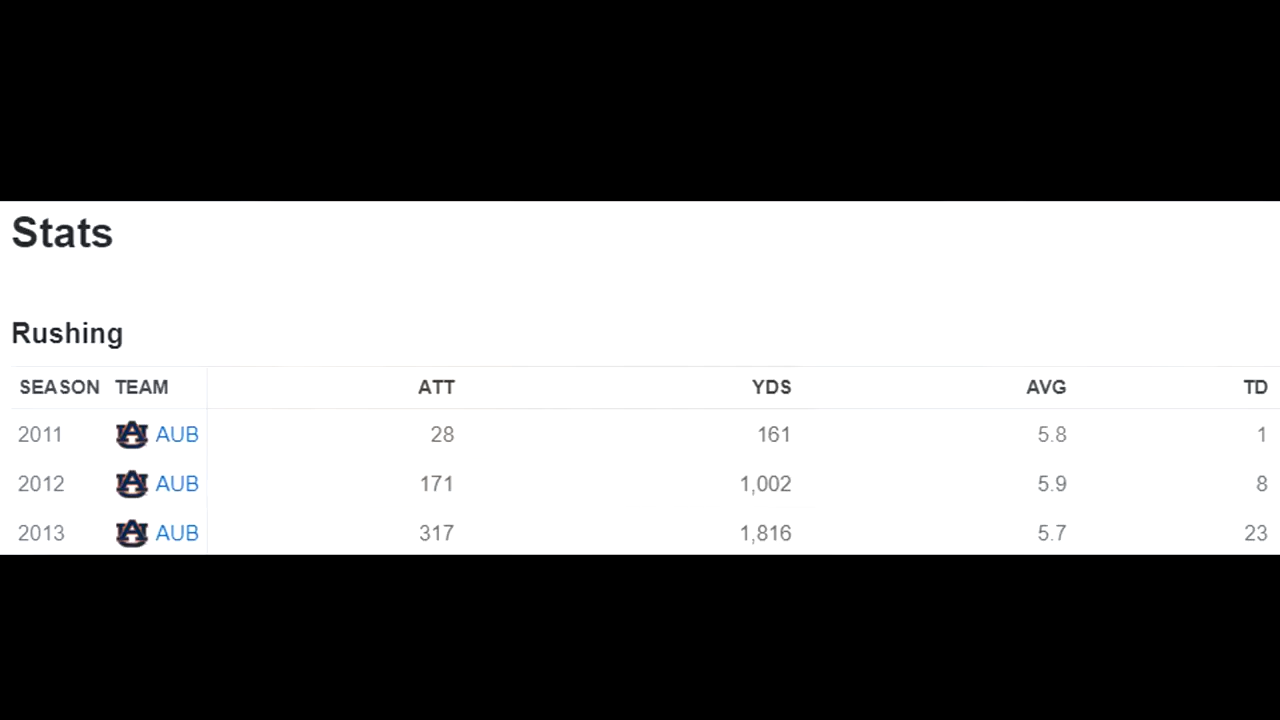 Stats
Rushing
SEASON TEAM ATT YDS AVG TD
2011 AUB 28 161 5.8 1
2012 AUB 171 1,002 5.9 8
2013 AUB 317 1,816 5.7 23